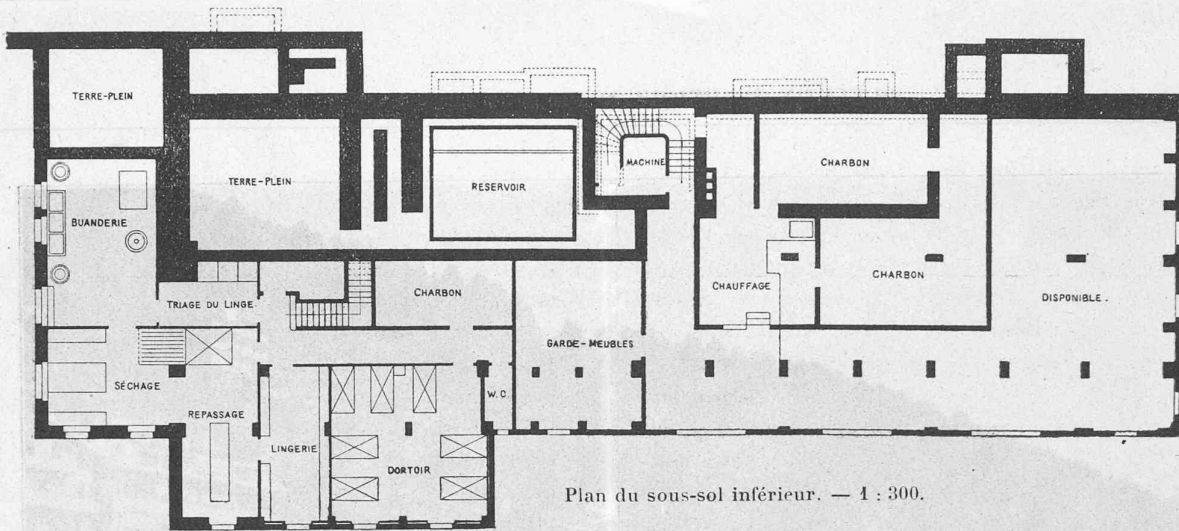 TERRE-PLEIN
BUANDERIE
TERRE-PLEIN
RESERVOIR
MACHINE
CHARBON
TRIAGE DU LINGE
CHARBON
CHAUFFAGE
CHARBON
DISPONIBLE.
GARDE-MEUBLES
SÉCHAGE
REPASSAGE
W.C.
LINGERIE
DORTOIR
Plan du sous-sol inférieur. — 1 : 300.